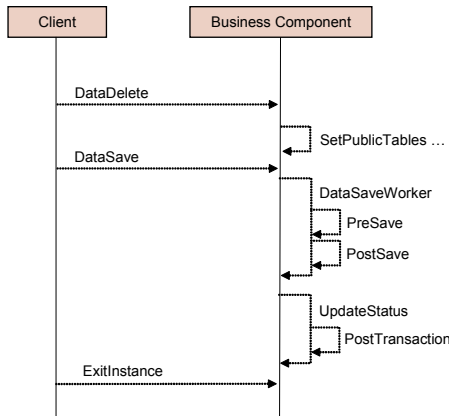 Client
Business Component
DataDelete
SetPublicTables ...
DataSave
DataSaveWorker
PreSave
PostSave
UpdateStatus
PostTransaction
ExitInstance